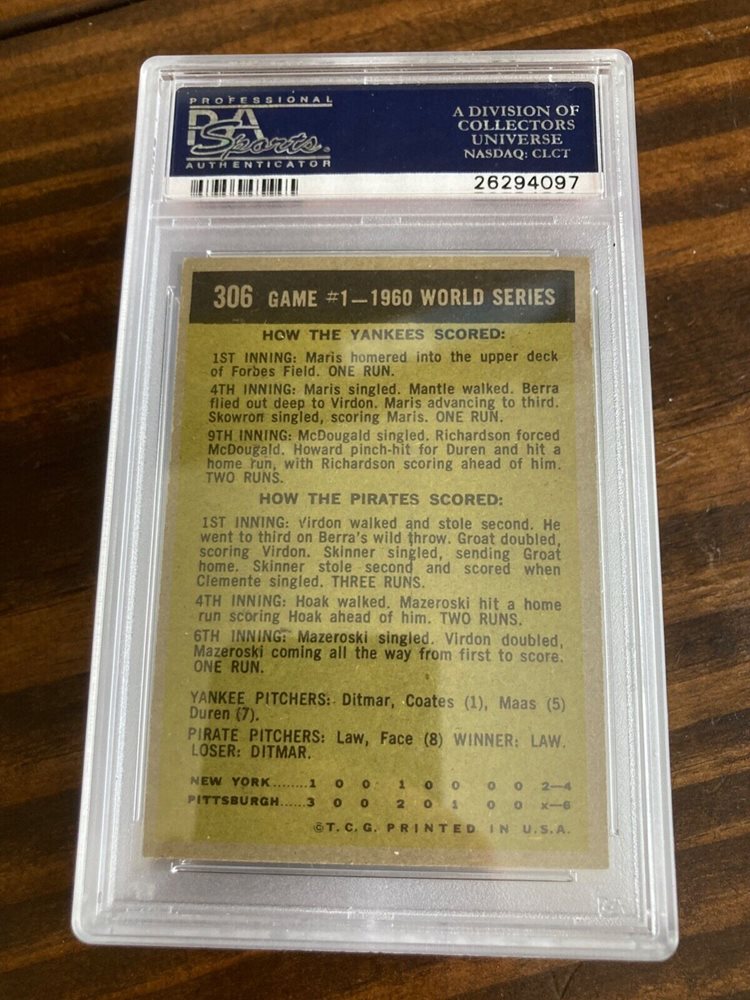 PROFESSIONAL
PSA
Sports
AUTHENTICATOR
A DIVISION OF
COLLECTORS
UNIVERSE
NASDAQ: CLCT
26294097
306 GAME #1—1960 WORLD SERIES
HOW THE YANKEES SCORED:
1ST INNING: Maris homered into the upper deck
of Forbes Field. ONE RUN.
4TH INNING: Maris singled. Mantle walked. Berra
flied out deep to Virdon. Maris advancing to third.
Skowron singled, scoring Maris. ONE RUN.
9TH INNING: McDougald singled. Richardson forced
McDougald. Howard pinch-hit for Duren and hit a
home run, with Richardson scoring ahead of him.
TWO RUNS.
HOW THE PIRATES SCORED:
1ST INNING: Virdon walked and stole second. He
went to third on Berra's wild throw. Groat doubled,
scoring Virdon. Skinner singled, sending Groat
home. Skinner stole second and scored when
Clemente singled. THREE RUNS.
4TH INNING: Hoak walked. Mazeroski hit a home
run scoring Hoak ahead of him. TWO RUNS.
6TH INNING: Mazeroski singled. Virdon doubled,
Mazeroski coming all the way from first to score.
ONE RUN.
YANKEE PITCHERS: Ditmar, Coates (1), Maas (5)
Duren (7).
PIRATE PITCHERS: Law, Face (8) WINNER: LAW.
LOSER: DITMAR.
NEW YORK........1 0 0 1 0 0 0 0 2—4
PITTSBURGH......3 0 0 2 0 1 0 0 x—6
©T.C.G. PRINTED IN U.S.A.